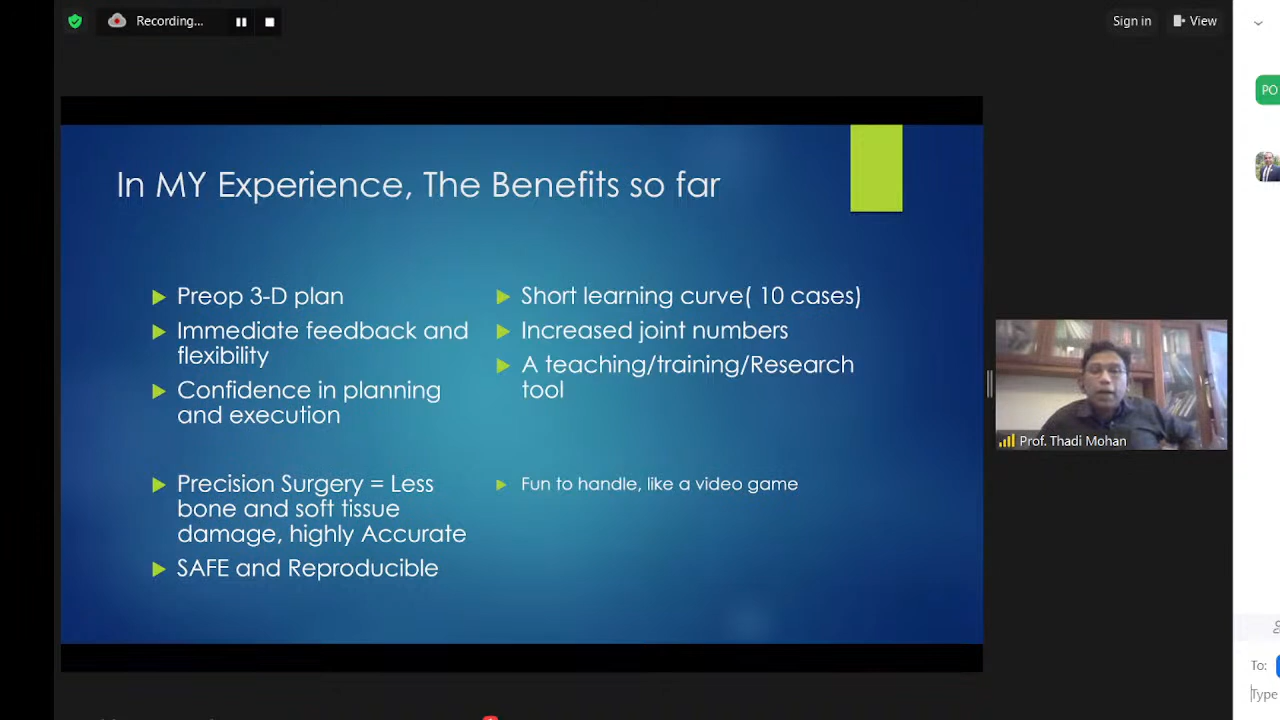 Recording...
Sign in
View
PO
In MY Experience, The Benefits so far
Preop 3-D plan
Immediate feedback and
flexibility
Confidence in planning
and execution
Precision Surgery = Less
bone and soft tissue
damage, highly Accurate
SAFE and Reproducible
Short learning curve( 10 cases)
Increased joint numbers
A teaching/training/Research
tool
Fun to handle, like a video game
Prof. Thadi Mohan
To:
Type